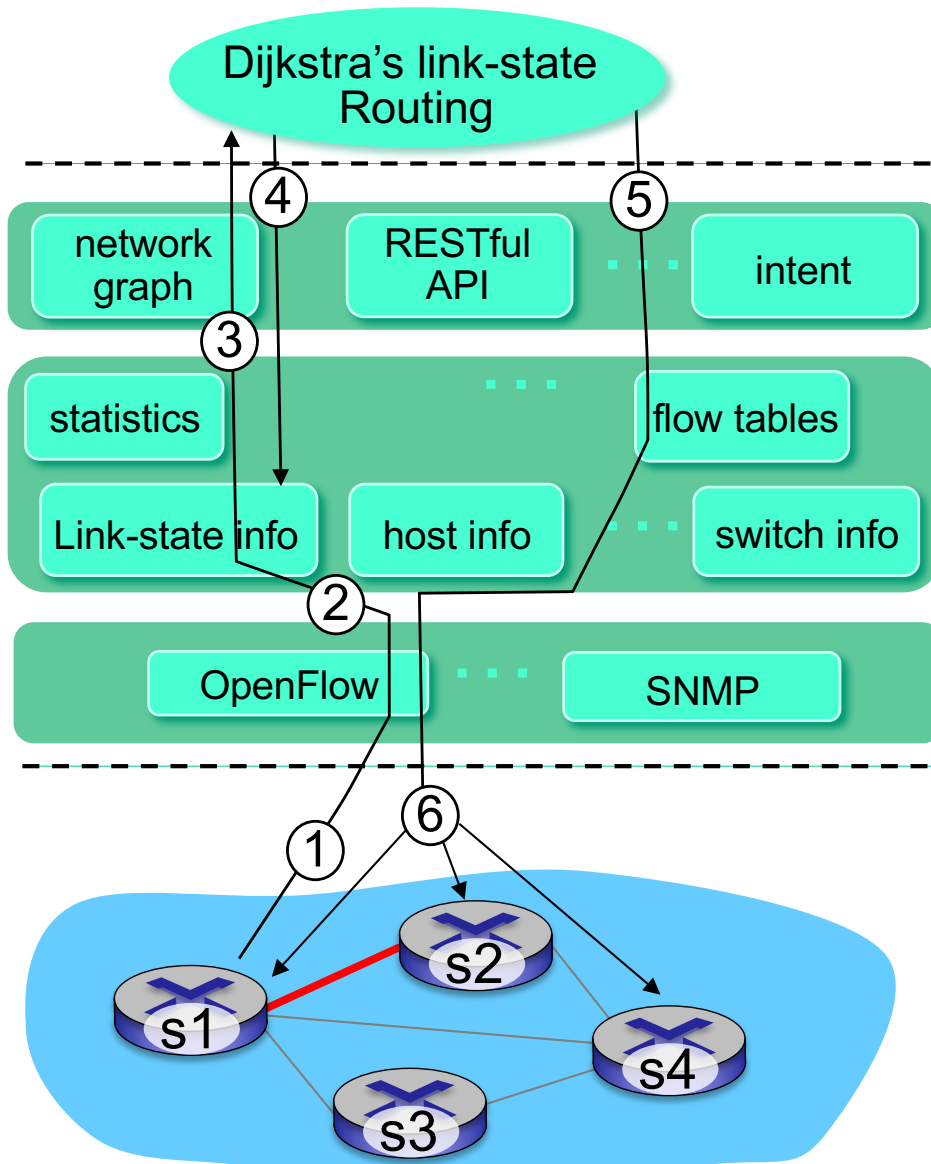 Dijkstra’s link-state
Routing
4
5
network
graph
RESTful
API
intent
3
statistics
flow tables
Link-state info
host info
switch info
2
OpenFlow
SNMP
1
6
s2
s1
s4
s3